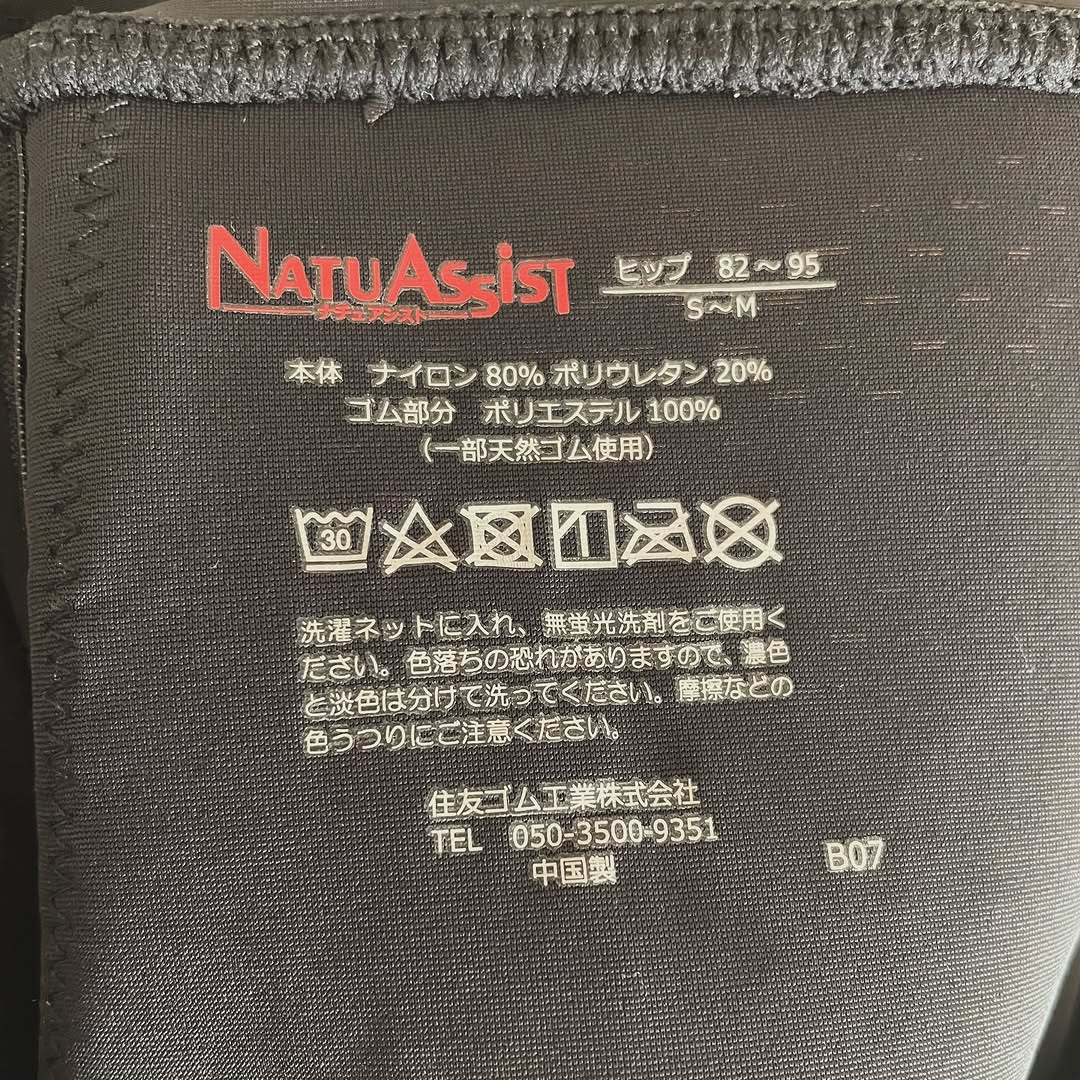 NATUASSiST
ナチュアシスト
ヒップ 82～95
S～M
本体 ナイロン 80% ポリウレタン 20%
ゴム部分 ポリエステル 100%
（一部天然ゴム使用）
30
洗濯ネットに入れ、無蛍光洗剤をご使用く
ださい。色落ちの恐れがありますので、濃色
と淡色は分けて洗ってください。摩擦などの
色うつりにご注意ください。
住友ゴム工業株式会社
TEL 050-3500-9351
中国製
B07